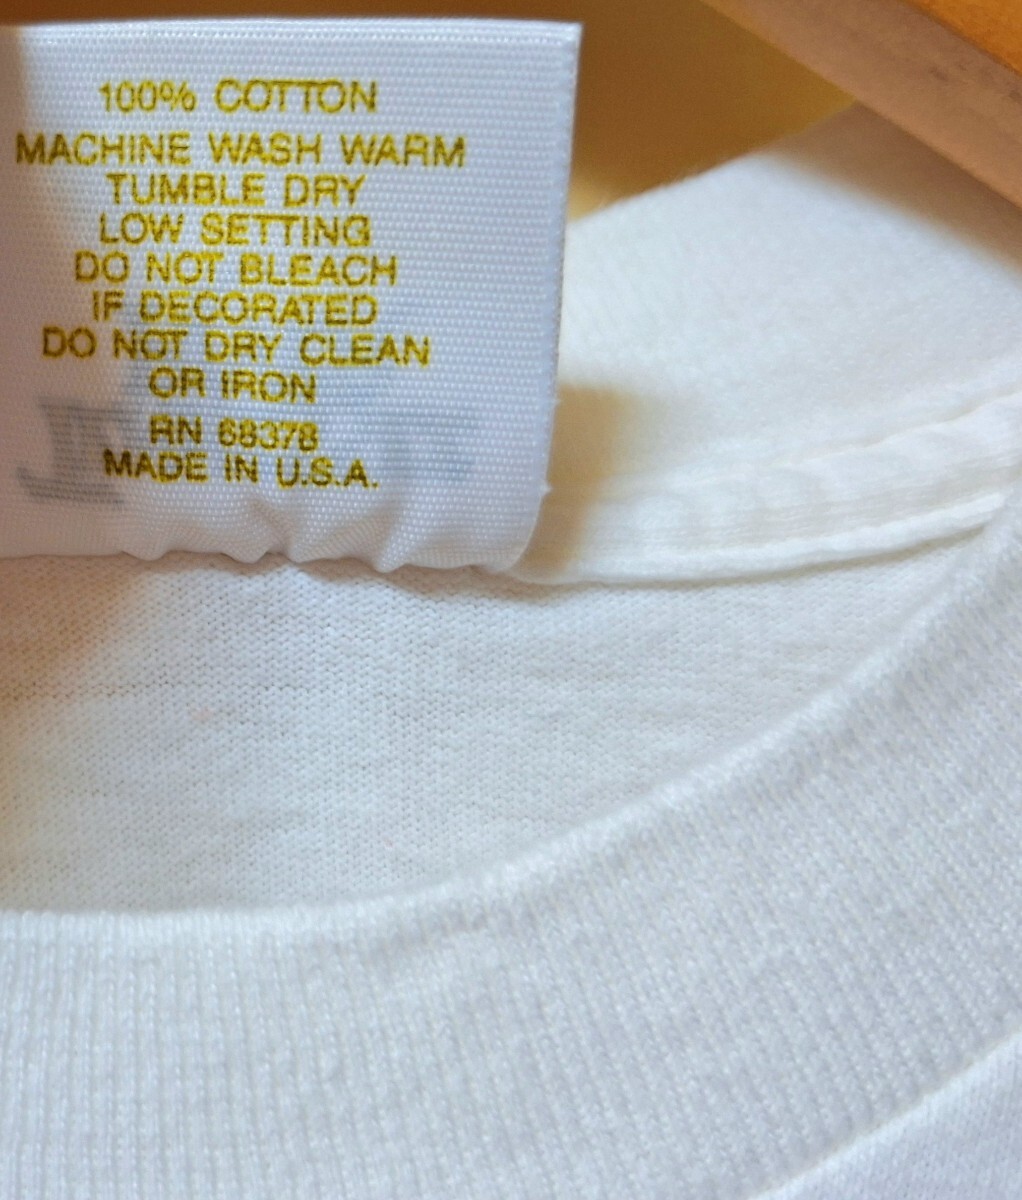 100% COTTON
MACHINE WASH WARM
TUMBLE DRY
LOW SETTING
DO NOT BLEACH
IF DECORATED
DO NOT DRY CLEAN
OR IRON
RN 68378
MADE IN U.S.A.